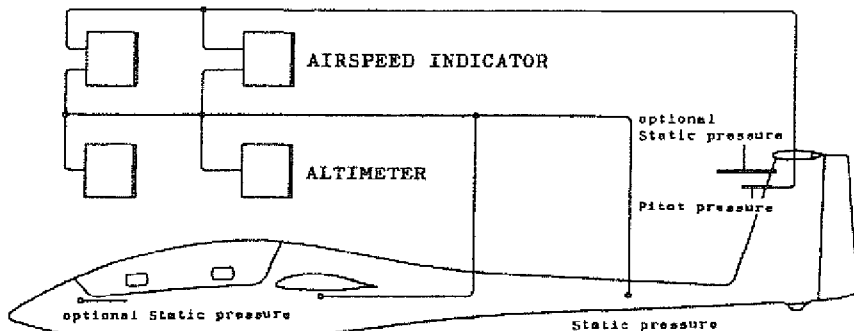 AIRSPEED INDICATOR
optional
Static pressure
ALTIMETER
Pitot pressure
optional Static pressure
Static pressure